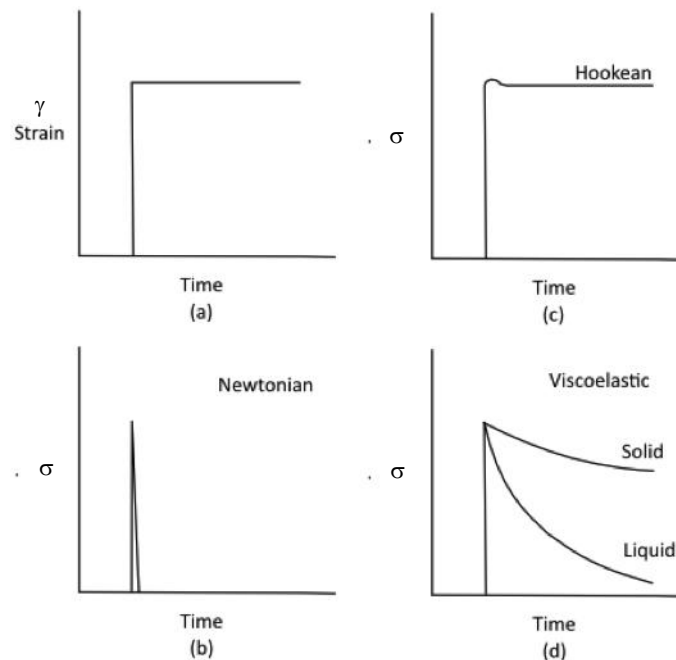 γ
Strain
Time
(a)
. σ
Hookean
Time
(c)
. σ
Newtonian
Time
(b)
. σ
Viscoelastic
Solid
Liquid
Time
(d)